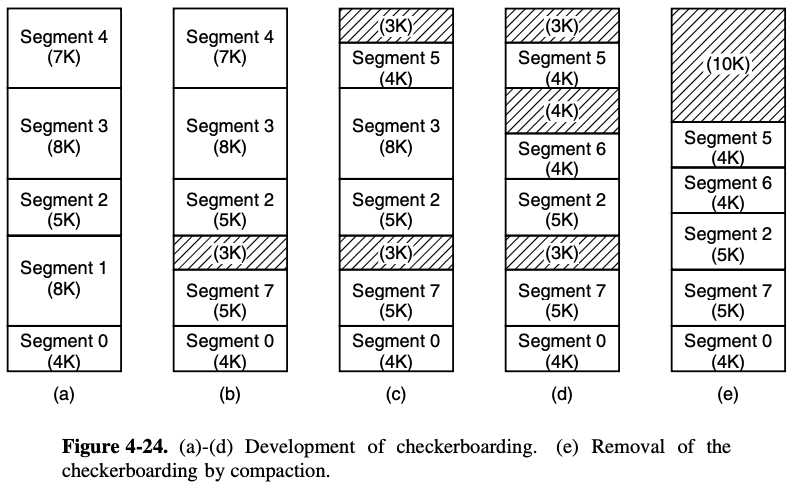 Segment 4
(7K)
Segment 3
(8K)
Segment 2
(5K)
Segment 1
(8K)
Segment 0
(4K)
(a)
Segment 4
(7K)
Segment 3
(8K)
Segment 2
(5K)
(3K)
Segment 7
(5K)
Segment 0
(4K)
(b)
(3K)
Segment 5
(4K)
Segment 3
(8K)
Segment 2
(5K)
(3K)
Segment 7
(5K)
Segment 0
(4K)
(c)
(3K)
Segment 5
(4K)
(4K)
Segment 6
(4K)
Segment 2
(5K)
(3K)
Segment 7
(5K)
Segment 0
(4K)
(d)
(10K)
Segment 5
(4K)
Segment 6
(4K)
Segment 2
(5K)
Segment 7
(5K)
Segment 0
(4K)
(e)
Figure 4-24. (a)-(d) Development of checkerboarding. (e) Removal of the
checkerboarding by compaction.